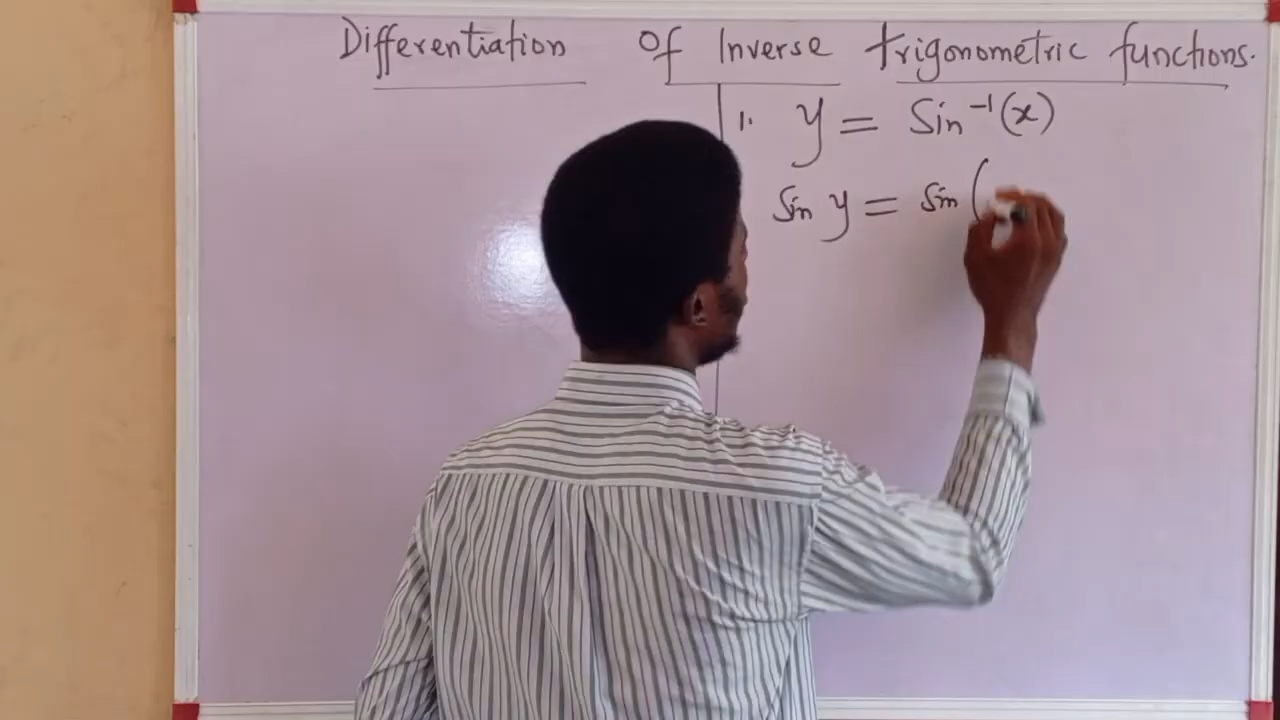 Differentiation Of Inverse trigonometric functions.
1. y = Sin⁻¹(x)
Sin y = Sin (